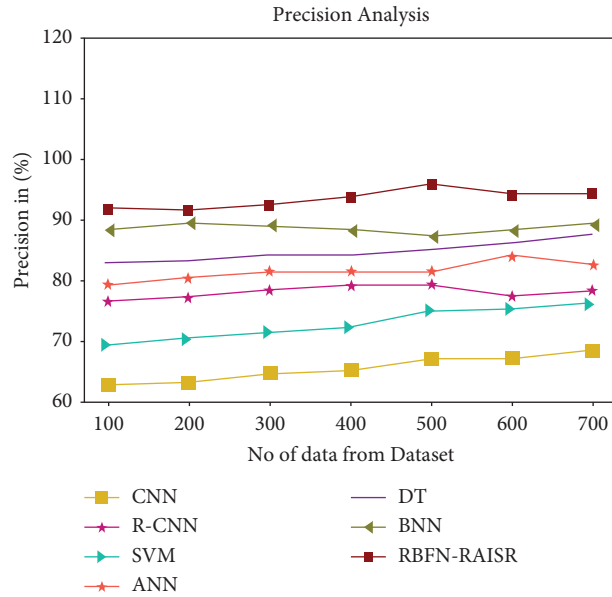 Precision Analysis
120
110
100
90
80
70
60
Precision in (%)
100 200 300 400 500 600 700
No of data from Dataset
CNN
R-CNN
SVM
ANN
DT
BNN
RBFN-RAISR